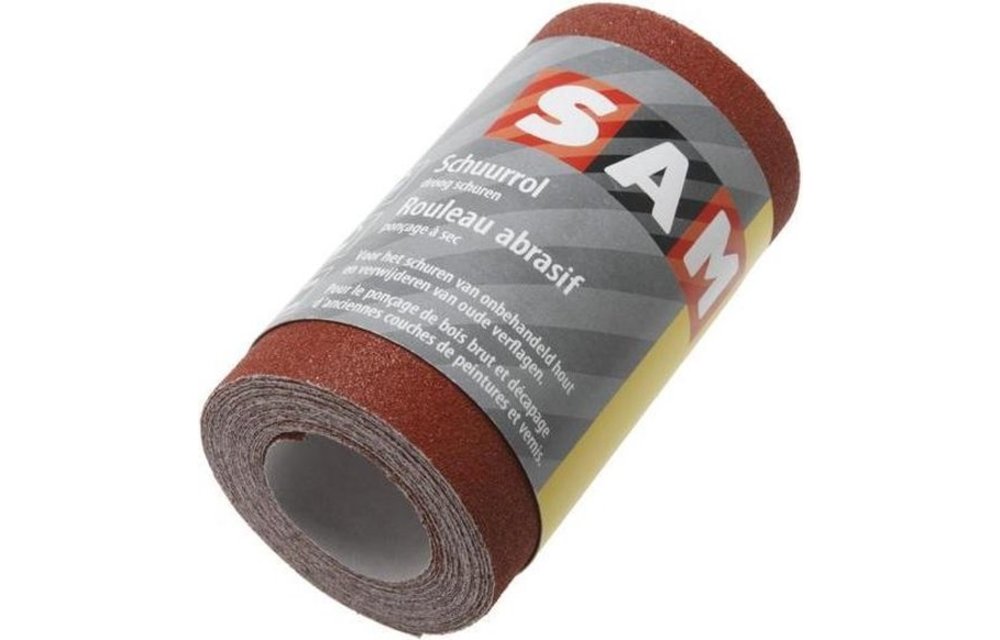 SAM
Schuurrol
droog schuren
Rouleau abrasif
ponçage à sec
Voor het schuren van onbehandeld hout
en verwijderen van oude verflagen.
Pour le ponçage de bois brut et décapage
d'anciennes couches de peintures et vernis.